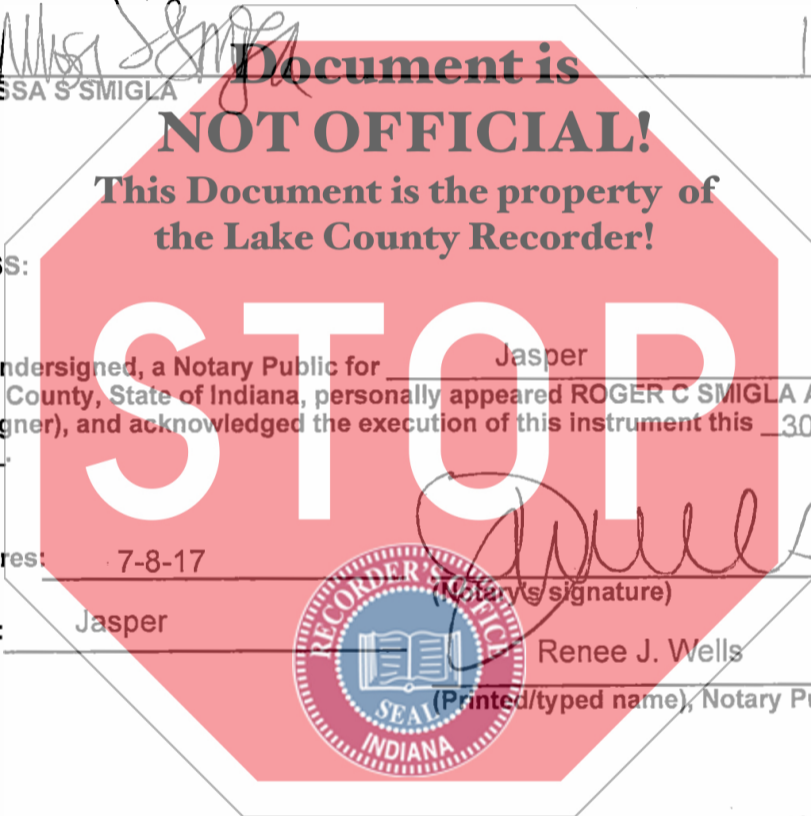 SSA S SMIGLA
Document is
NOT OFFICIAL!
This Document is the property of
the Lake County Recorder!
SS:
STOP
ndersigned, a Notary Public for Jasper
County, State of Indiana, personally appeared ROGER C SMIGLA A
gner), and acknowledged the execution of this instrument this 30
res: 7-8-17
(Notary's signature)
: Jasper
Renee J. Wells
(Printed/typed name), Notary Pu
RECORDER'S OFFICE
SEAL
INDIANA